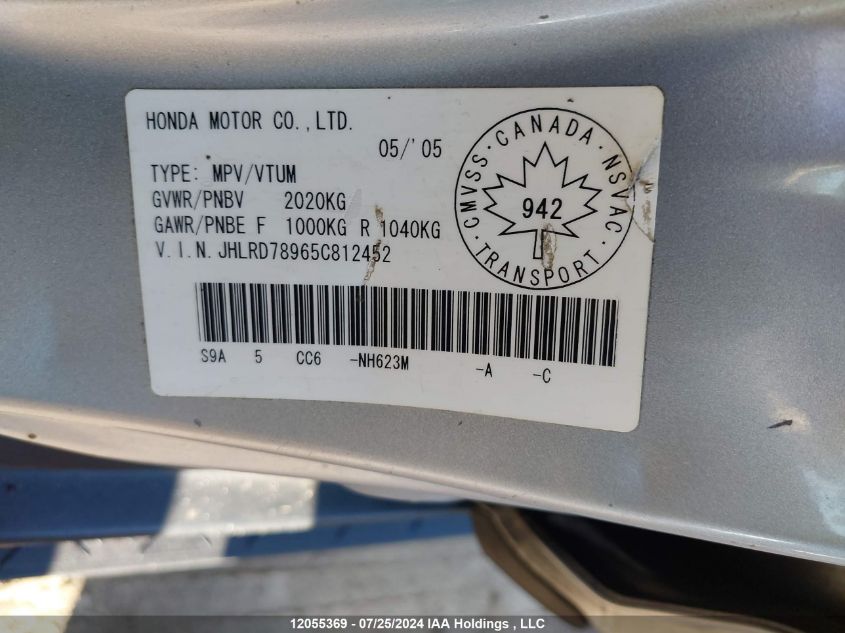 HONDA MOTOR CO.,LTD.
05/'05
TYPE: MPV/VTUM
GVWR/PNBV 2020KG
GAWR/PNBE F 1000KG R 1040KG
V.I.N. JHLRD78965C812452
CMVSS · CANADA · NSVAC · TRANSPORT ·
942
S9A 5 CC6 -NH623M -A -C
12055369 - 07/25/2024 IAA Holdings , LLC